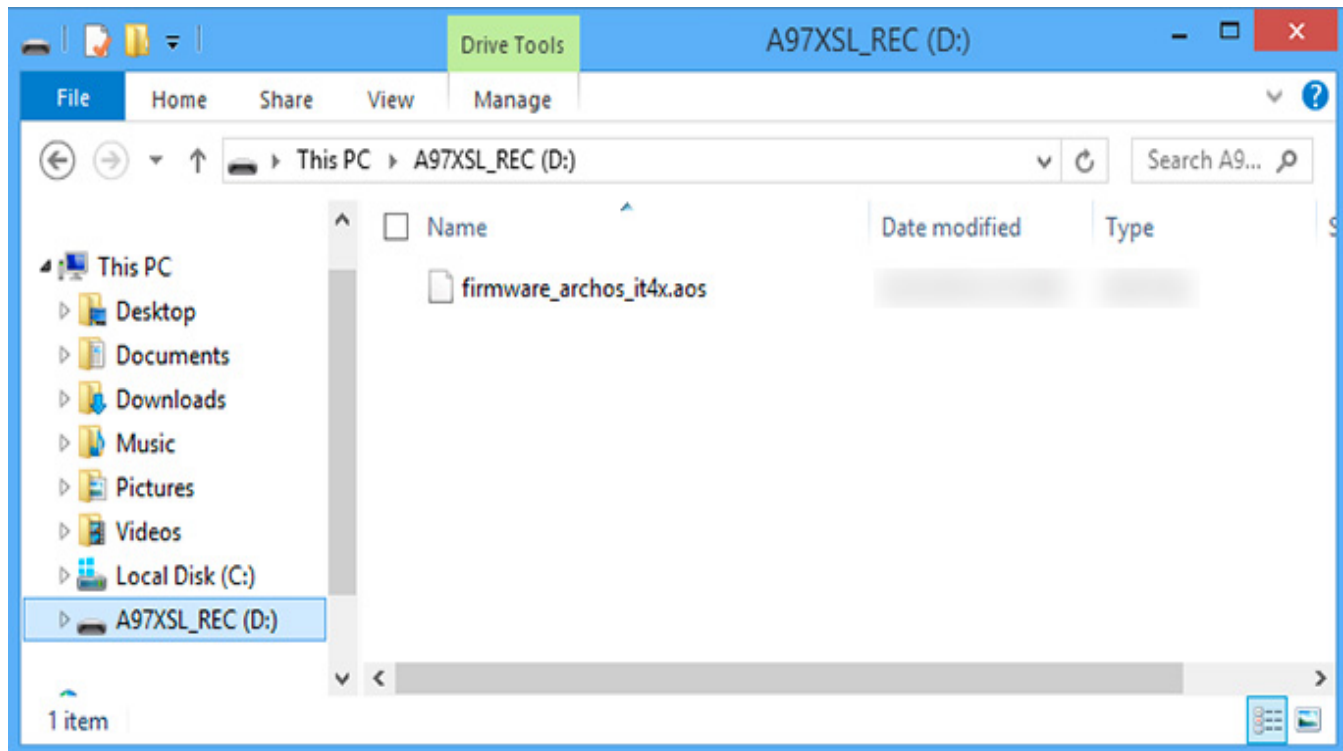 Drive Tools A97XSL_REC (D:)
File Home Share View Manage
This PC A97XSL_REC (D:) Search A9...
Name Date modified Type
This PC
firmware_archos_it4x.aos
Desktop
Documents
Downloads
Music
Pictures
Videos
Local Disk (C:)
A97XSL_REC (D:)
1 item